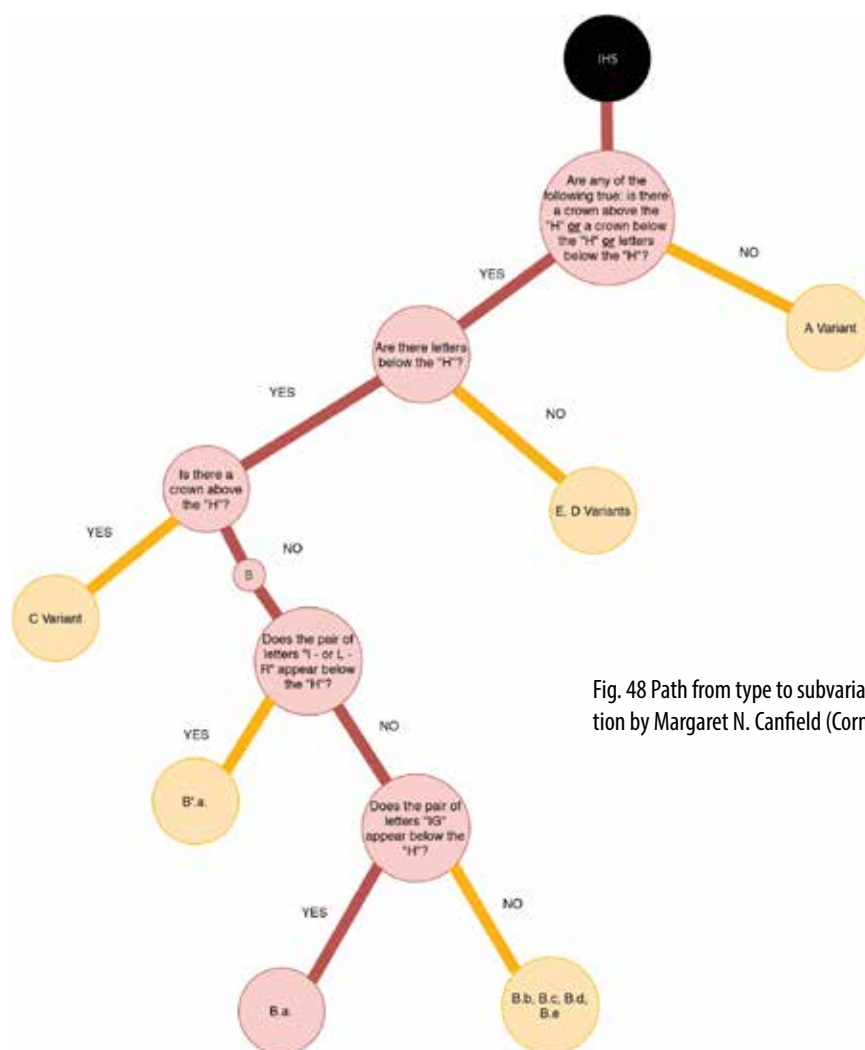 IHS
Are any of the
following true: is there
a crown above the
"H" or a crown below
the "H" or letters
below the "H"?
NO
YES
A Variant
Are there letters
below the "H"?
YES
NO
Is there a
crown above
the "H"?
E, D Variants
YES
NO
B
C Variant
Does the pair of
letters "I - or L -
R" appear below
the "H"?
Fig. 48 Path from type to subvaria
tion by Margaret N. Canfield (Corn
YES
NO
B'.a.
Does the pair of
letters "IG"
appear below the
"H"?
YES
NO
B.a.
B.b, B.c, B.d,
B.e